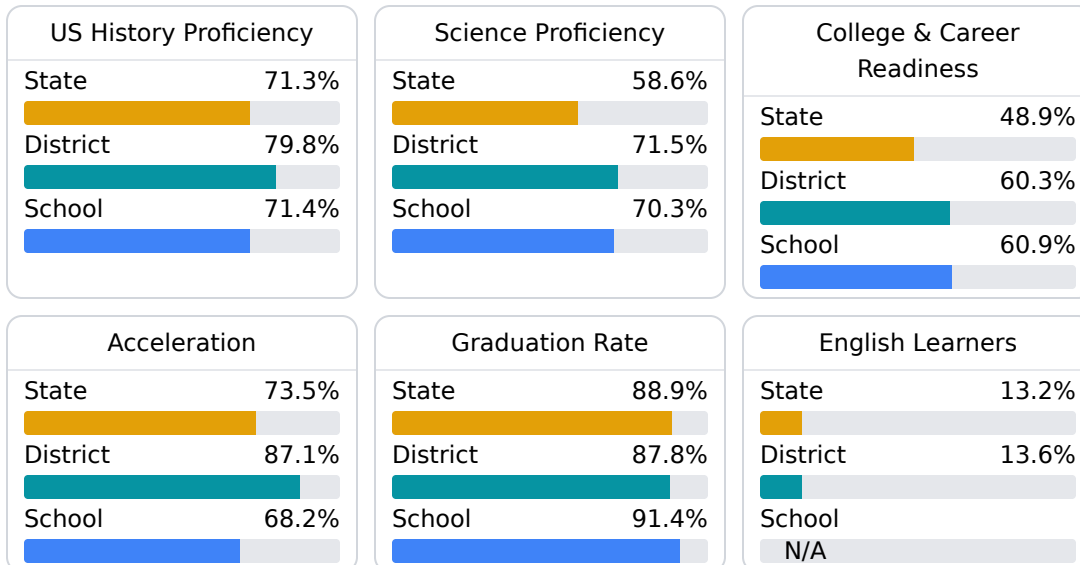 US History Proficiency
State 71.3%
District 79.8%
School 71.4%
Science Proficiency
State 58.6%
District 71.5%
School 70.3%
College & Career
Readiness
State 48.9%
District 60.3%
School 60.9%
Acceleration
State 73.5%
District 87.1%
School 68.2%
Graduation Rate
State 88.9%
District 87.8%
School 91.4%
English Learners
State 13.2%
District 13.6%
School
N/A